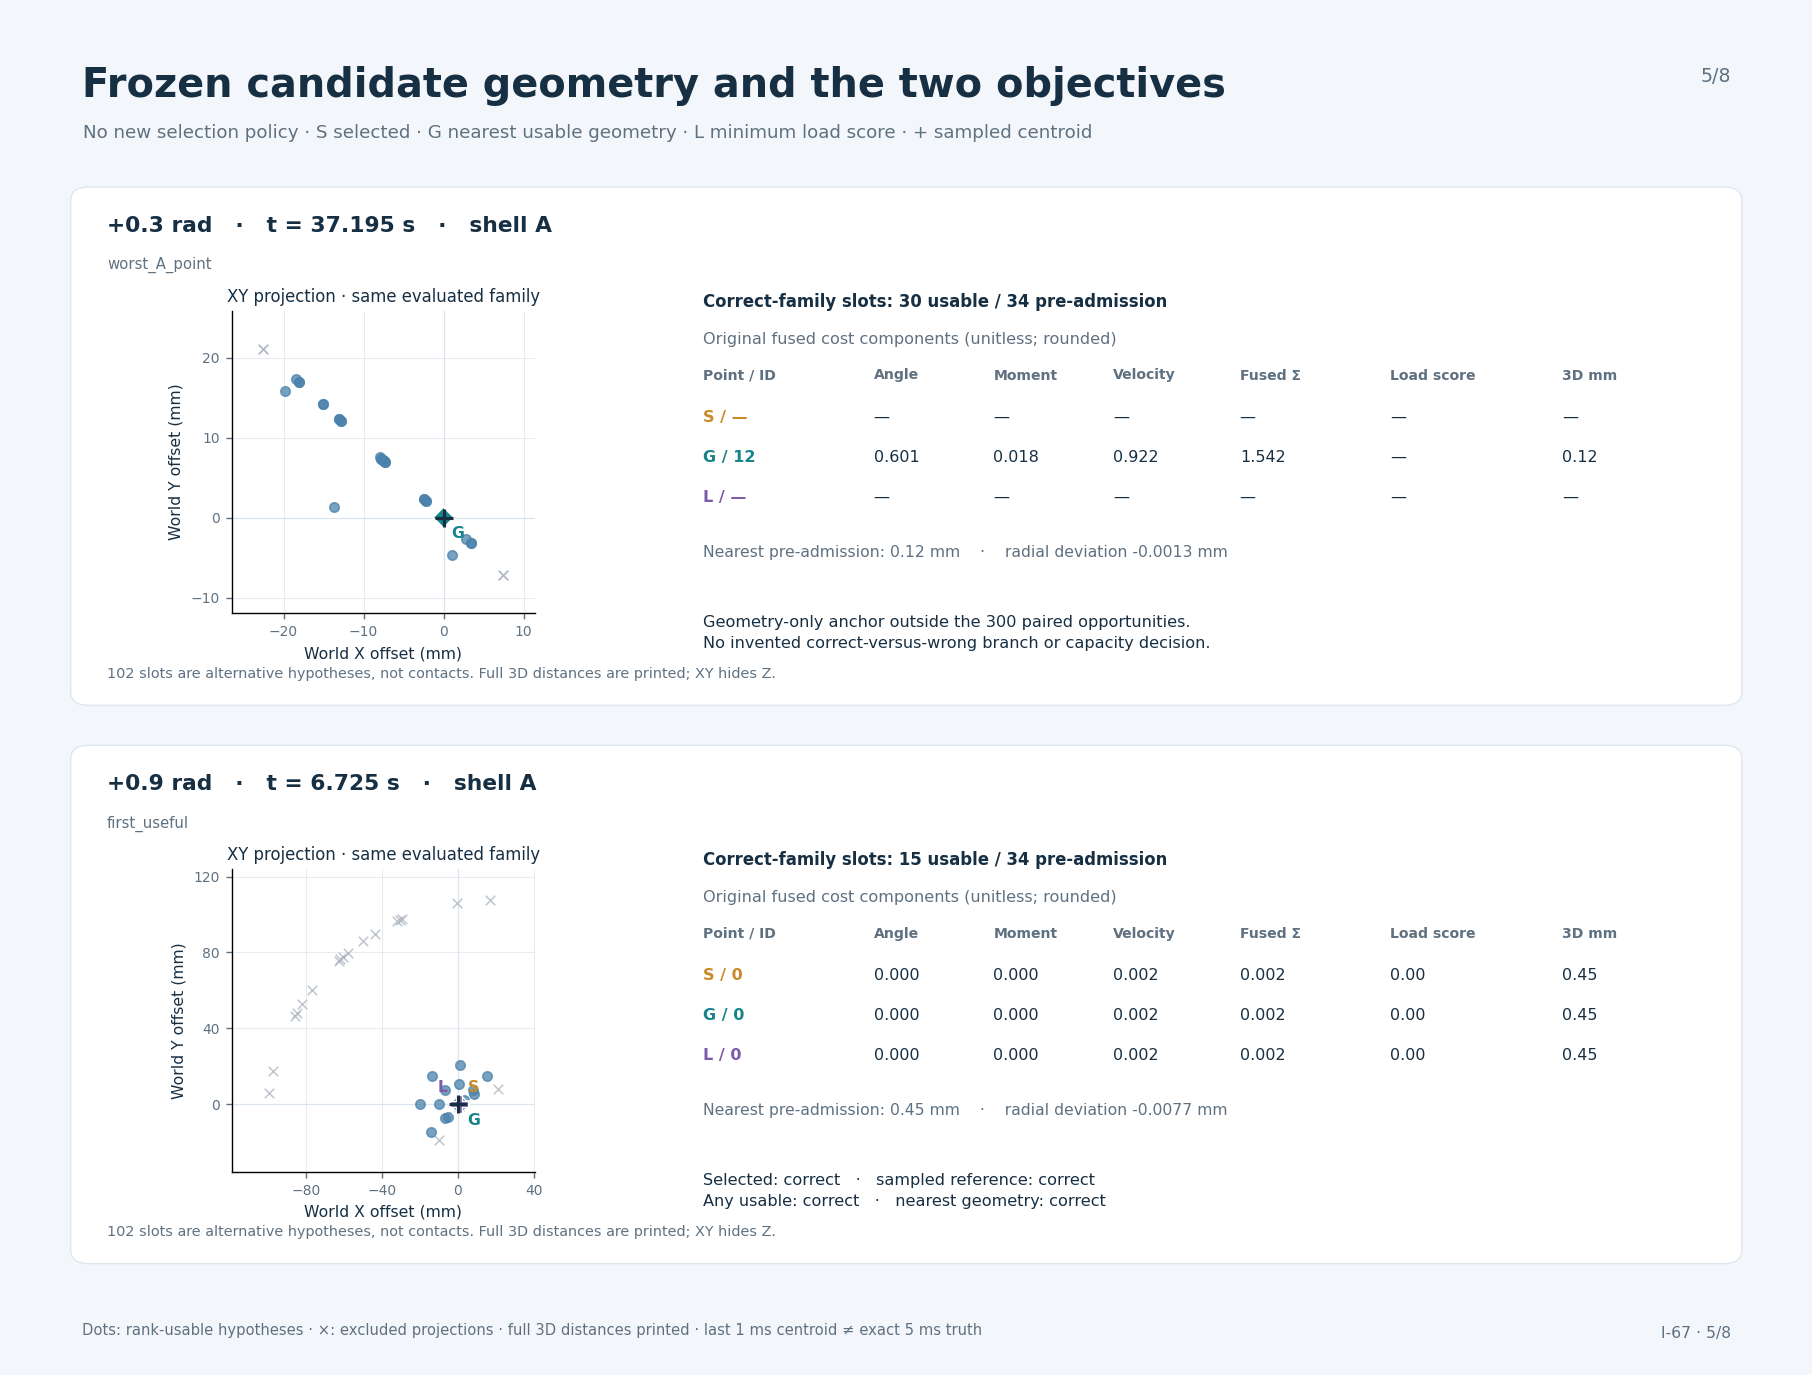 Frozen candidate geometry and the two objectives
5/8
No new selection policy · S selected · G nearest usable geometry · L minimum load score · + sampled centroid
+0.3 rad · t = 37.195 s · shell A
worst_A_point
XY projection · same evaluated family
20
10
0
−10
−20 −10 0 10
World Y offset (mm)
World X offset (mm)
G
Correct-family slots: 30 usable / 34 pre-admission
Original fused cost components (unitless; rounded)
Point / ID Angle Moment Velocity Fused Σ Load score 3D mm
S / — — — — — — —
G / 12 0.601 0.018 0.922 1.542 — 0.12
L / — — — — — — —
Nearest pre-admission: 0.12 mm · radial deviation -0.0013 mm
Geometry-only anchor outside the 300 paired opportunities.
No invented correct-versus-wrong branch or capacity decision.
102 slots are alternative hypotheses, not contacts. Full 3D distances are printed; XY hides Z.
+0.9 rad · t = 6.725 s · shell A
first_useful
XY projection · same evaluated family
120
80
40
0
−80 −40 0 40
World Y offset (mm)
World X offset (mm)
L S
G
Correct-family slots: 15 usable / 34 pre-admission
Original fused cost components (unitless; rounded)
Point / ID Angle Moment Velocity Fused Σ Load score 3D mm
S / 0 0.000 0.000 0.002 0.002 0.00 0.45
G / 0 0.000 0.000 0.002 0.002 0.00 0.45
L / 0 0.000 0.000 0.002 0.002 0.00 0.45
Nearest pre-admission: 0.45 mm · radial deviation -0.0077 mm
Selected: correct · sampled reference: correct
Any usable: correct · nearest geometry: correct
102 slots are alternative hypotheses, not contacts. Full 3D distances are printed; XY hides Z.
Dots: rank-usable hypotheses · ×: excluded projections · full 3D distances printed · last 1 ms centroid ≠ exact 5 ms truth
I-67 · 5/8